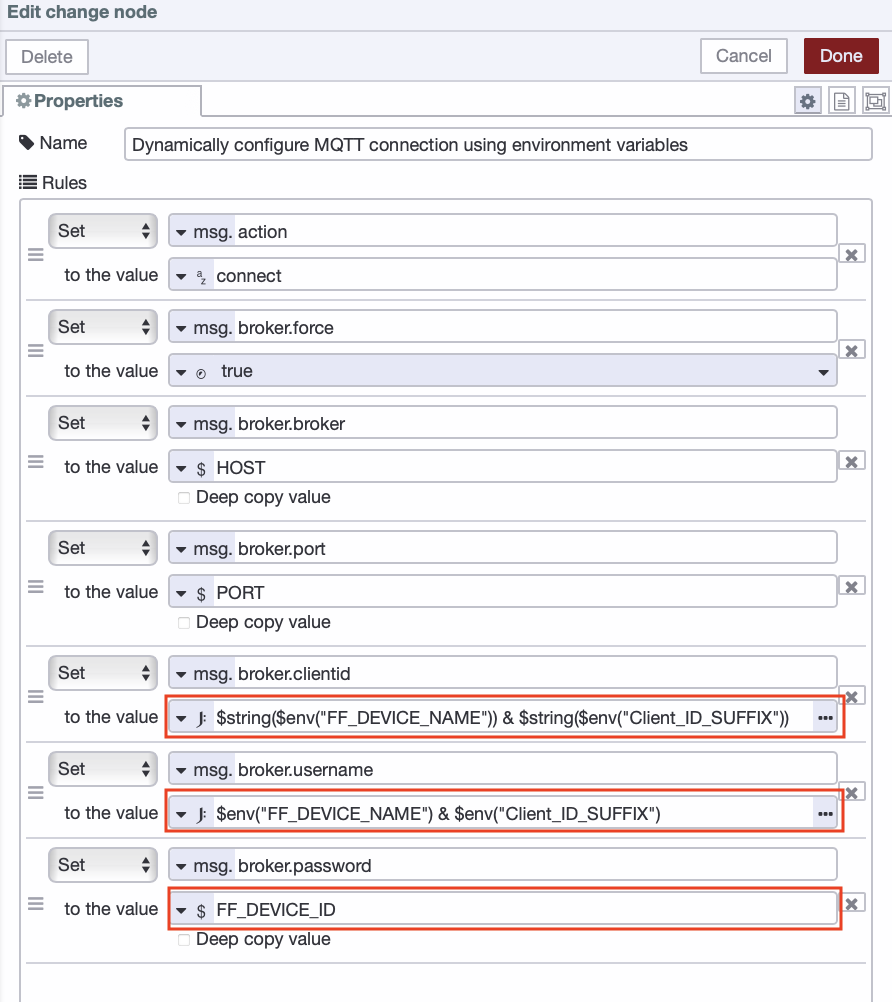 Edit change node
Delete
Cancel
Done
Properties
Name
Dynamically configure MQTT connection using environment variables
Rules
Set
msg. action
to the value
a z connect
Set
msg. broker.force
to the value
true
Set
msg. broker.broker
to the value
$ HOST
Deep copy value
Set
msg. broker.port
to the value
$ PORT
Deep copy value
Set
msg. broker.clientid
to the value
J: $string($env("FF_DEVICE_NAME")) & $string($env("Client_ID_SUFFIX"))
Set
msg. broker.username
to the value
J: $env("FF_DEVICE_NAME") & $env("Client_ID_SUFFIX")
Set
msg. broker.password
to the value
$ FF_DEVICE_ID
Deep copy value